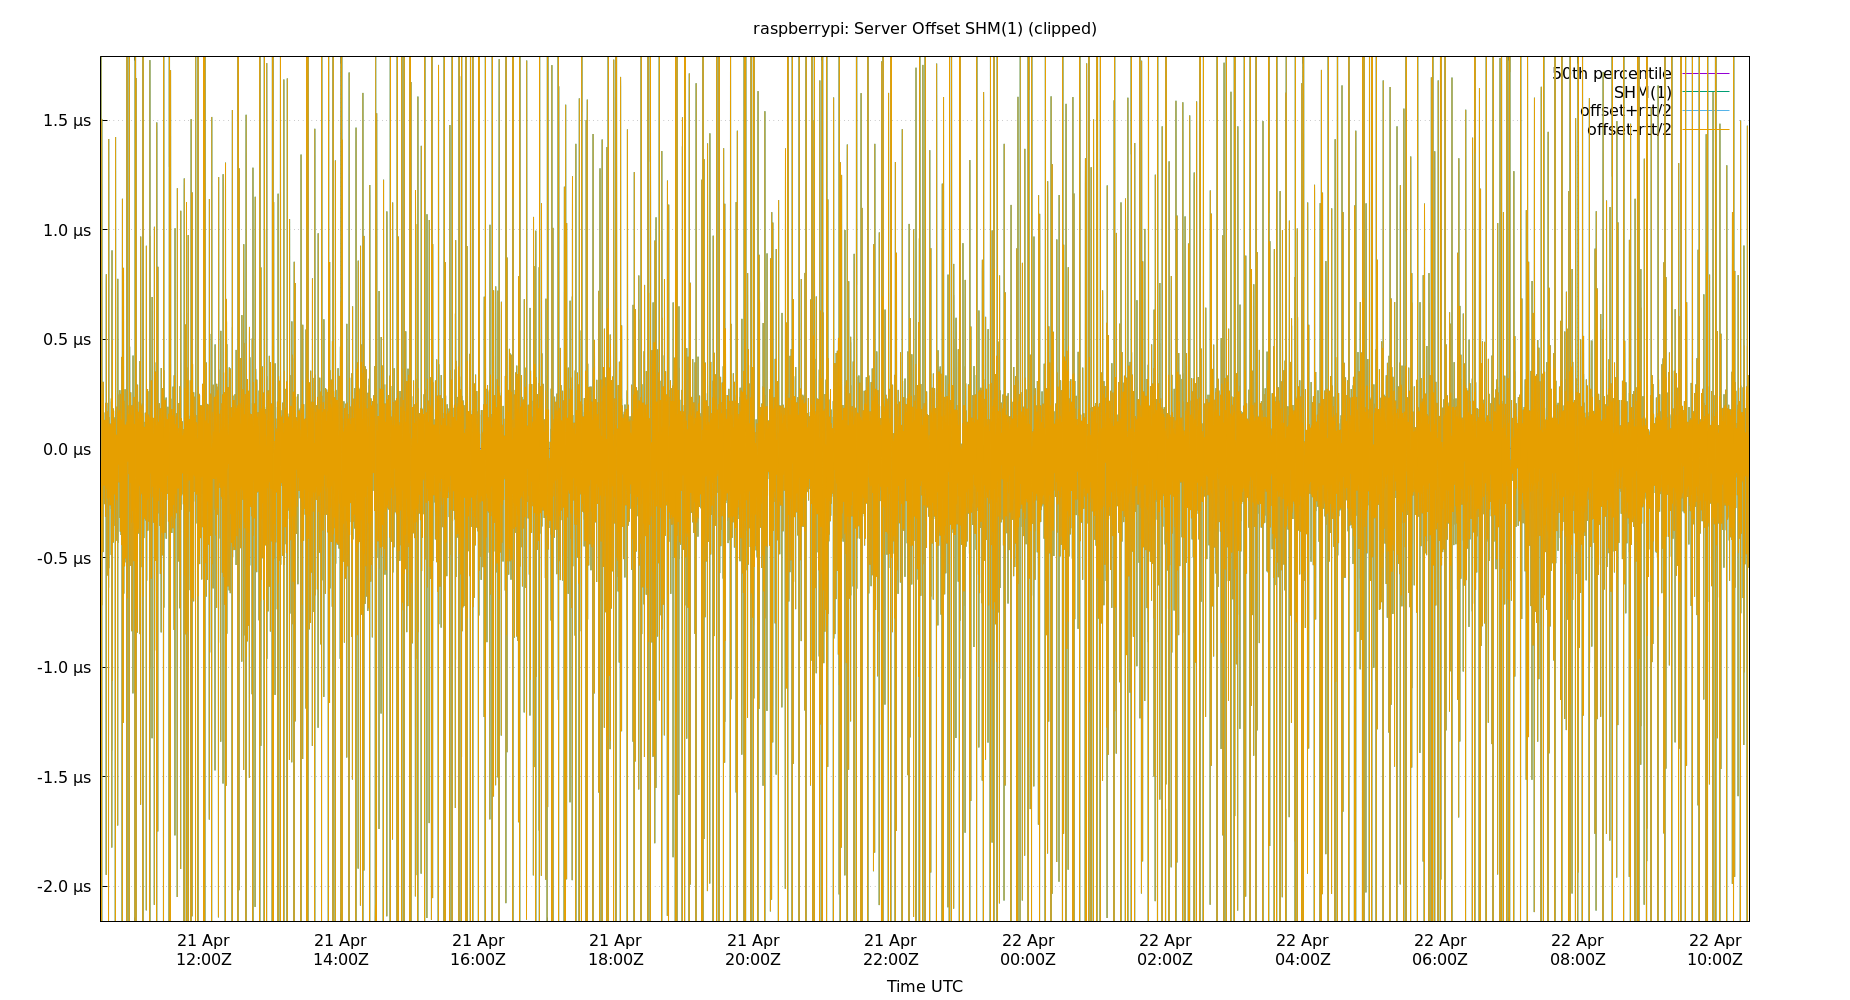 raspberrypi: Server Offset SHM(1) (clipped)
50th percentile
SHM(1)
offset+rtt/2
offset-rtt/2
1.5 µs
1.0 µs
0.5 µs
0.0 µs
-0.5 µs
-1.0 µs
-1.5 µs
-2.0 µs
21 Apr 21 Apr 21 Apr 21 Apr 21 Apr 21 Apr 22 Apr 22 Apr 22 Apr 22 Apr 22 Apr 22 Apr
12:00Z 14:00Z 16:00Z 18:00Z 20:00Z 22:00Z 00:00Z 02:00Z 04:00Z 06:00Z 08:00Z 10:00Z
Time UTC